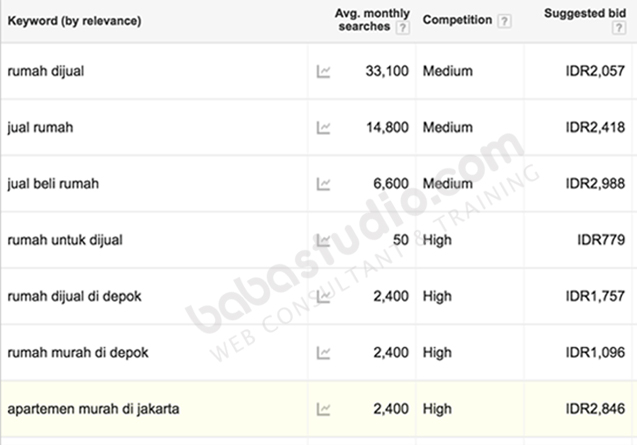 Keyword (by relevance) Avg. monthly searches ? Competition ? Suggested bid ?
rumah dijual 33,100 Medium IDR2,057
jual rumah 14,800 Medium IDR2,418
jual beli rumah 6,600 Medium IDR2,988
rumah untuk dijual 50 High IDR779
rumah dijual di depok 2,400 High IDR1,757
rumah murah di depok 2,400 High IDR1,096
apartemen murah di jakarta 2,400 High IDR2,846
babastudio.com
WEB CONSULTANT & TRAINING